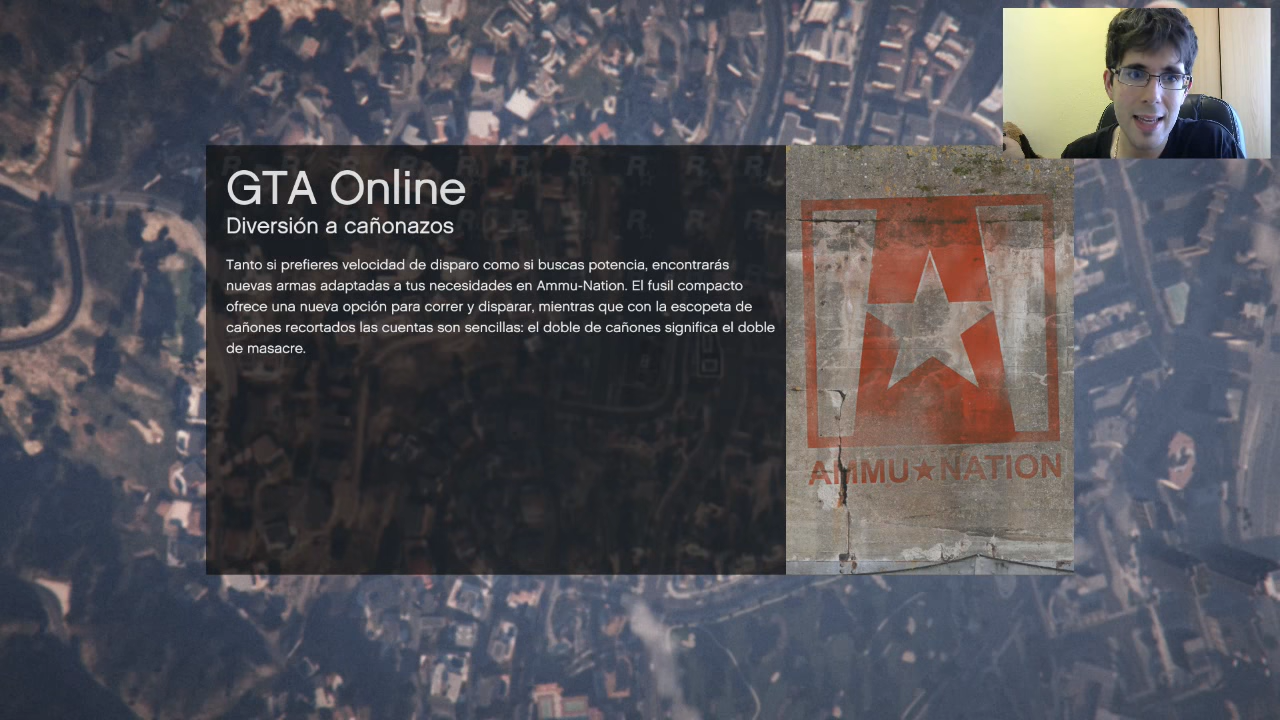 GTA Online
Diversión a cañonazos
Tanto si prefieres velocidad de disparo como si buscas potencia, encontrarás
nuevas armas adaptadas a tus necesidades en Ammu-Nation. El fusil compacto
ofrece una nueva opción para correr y disparar, mientras que con la escopeta de
cañones recortados las cuentas son sencillas: el doble de cañones significa el doble
de masacre.
AMMU★NATION